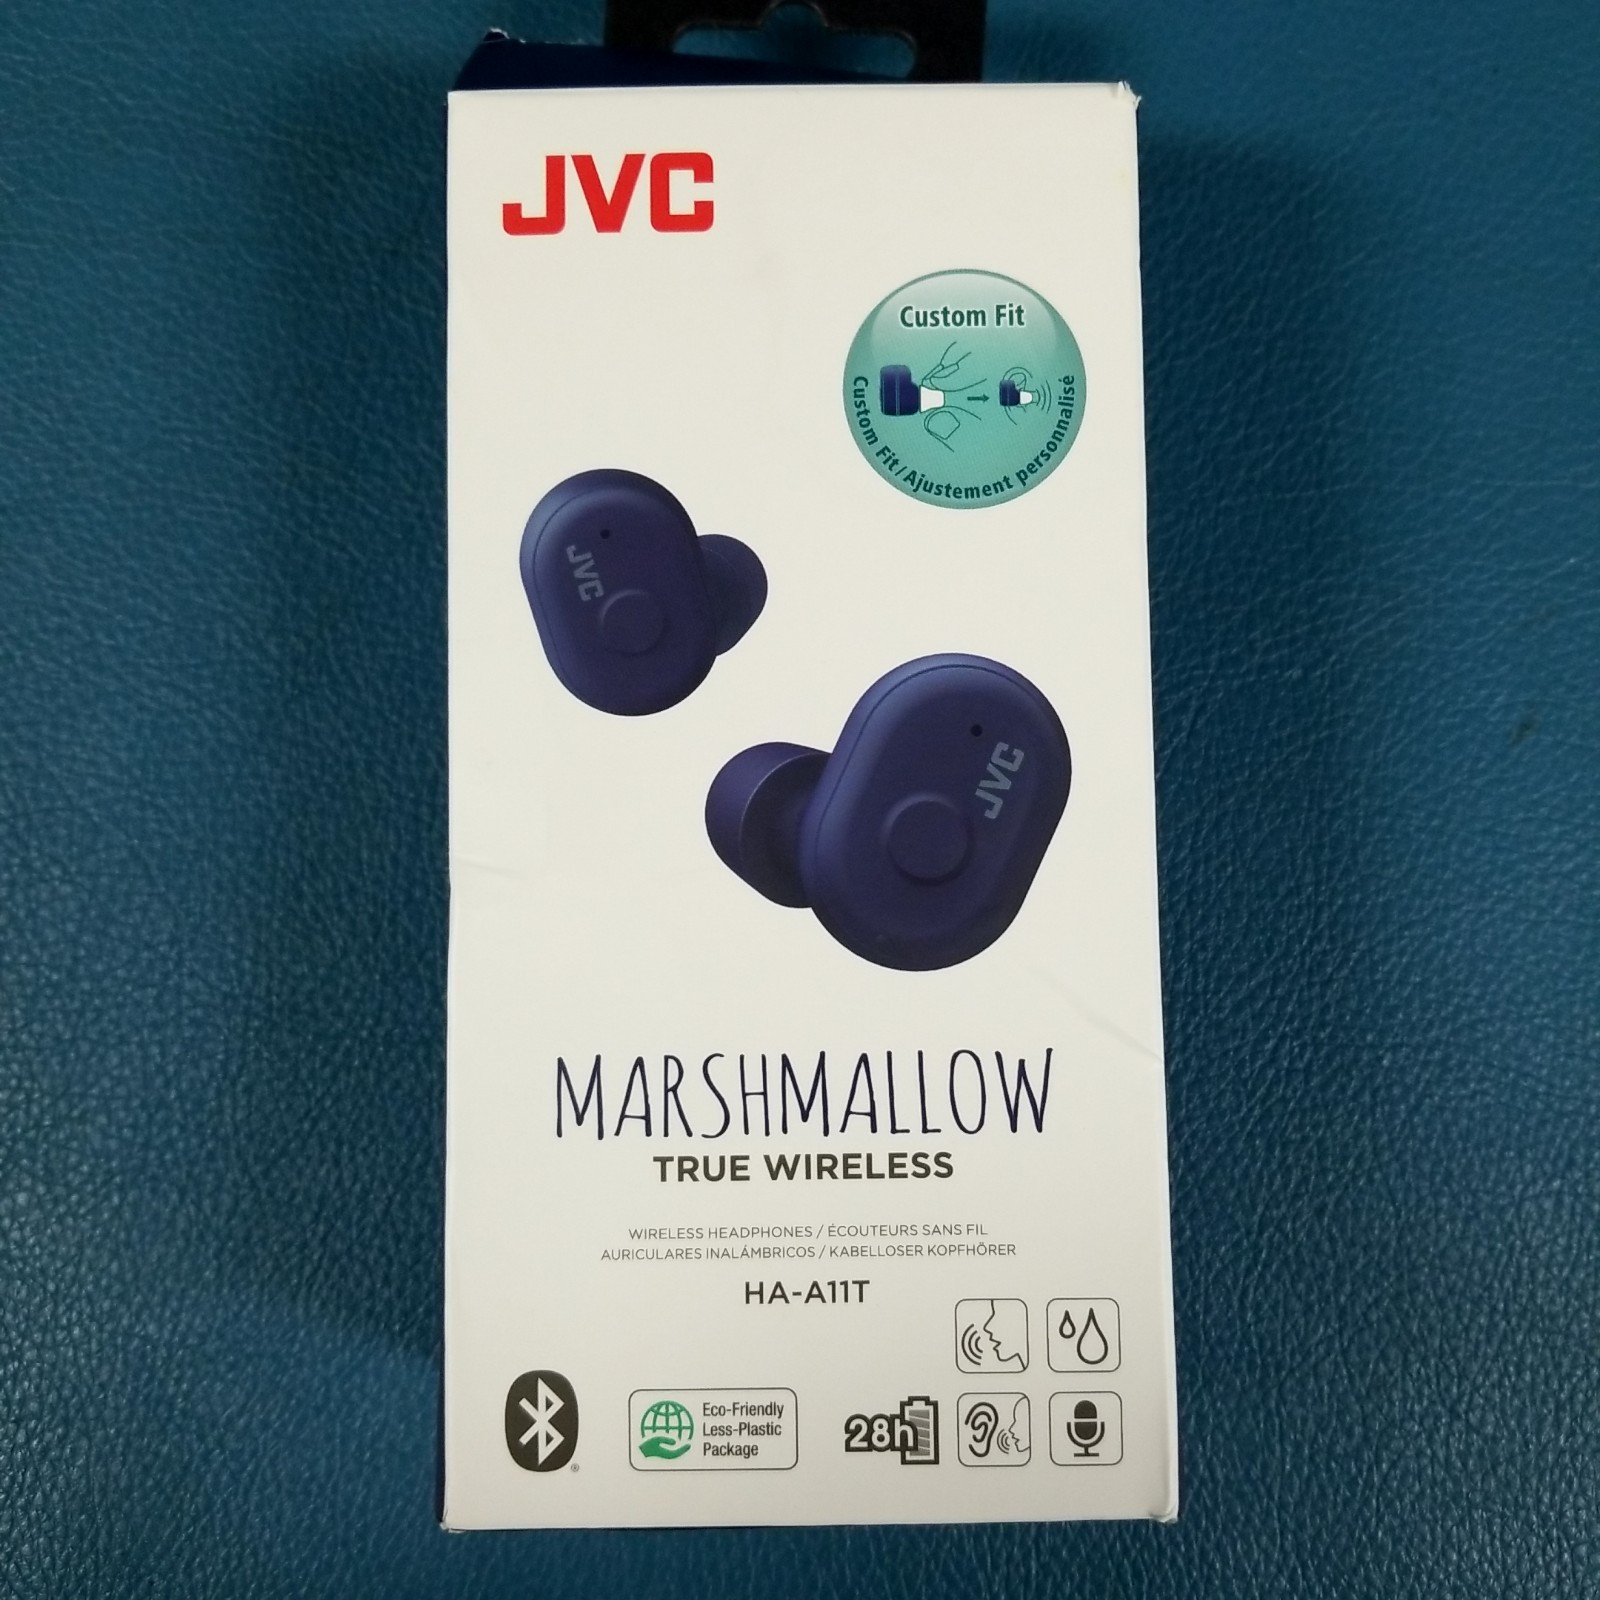 JVC
Custom Fit
Custom Fit/Ajustement personnalisé
JVC
JVC
MARSHMALLOW
TRUE WIRELESS
WIRELESS HEADPHONES / ÉCOUTEURS SANS FIL
AURICULARES INALÁMBRICOS / KABELLOSER KOPFHÖRER
HA-A11T
Eco-Friendly
Less-Plastic
Package
28h
®